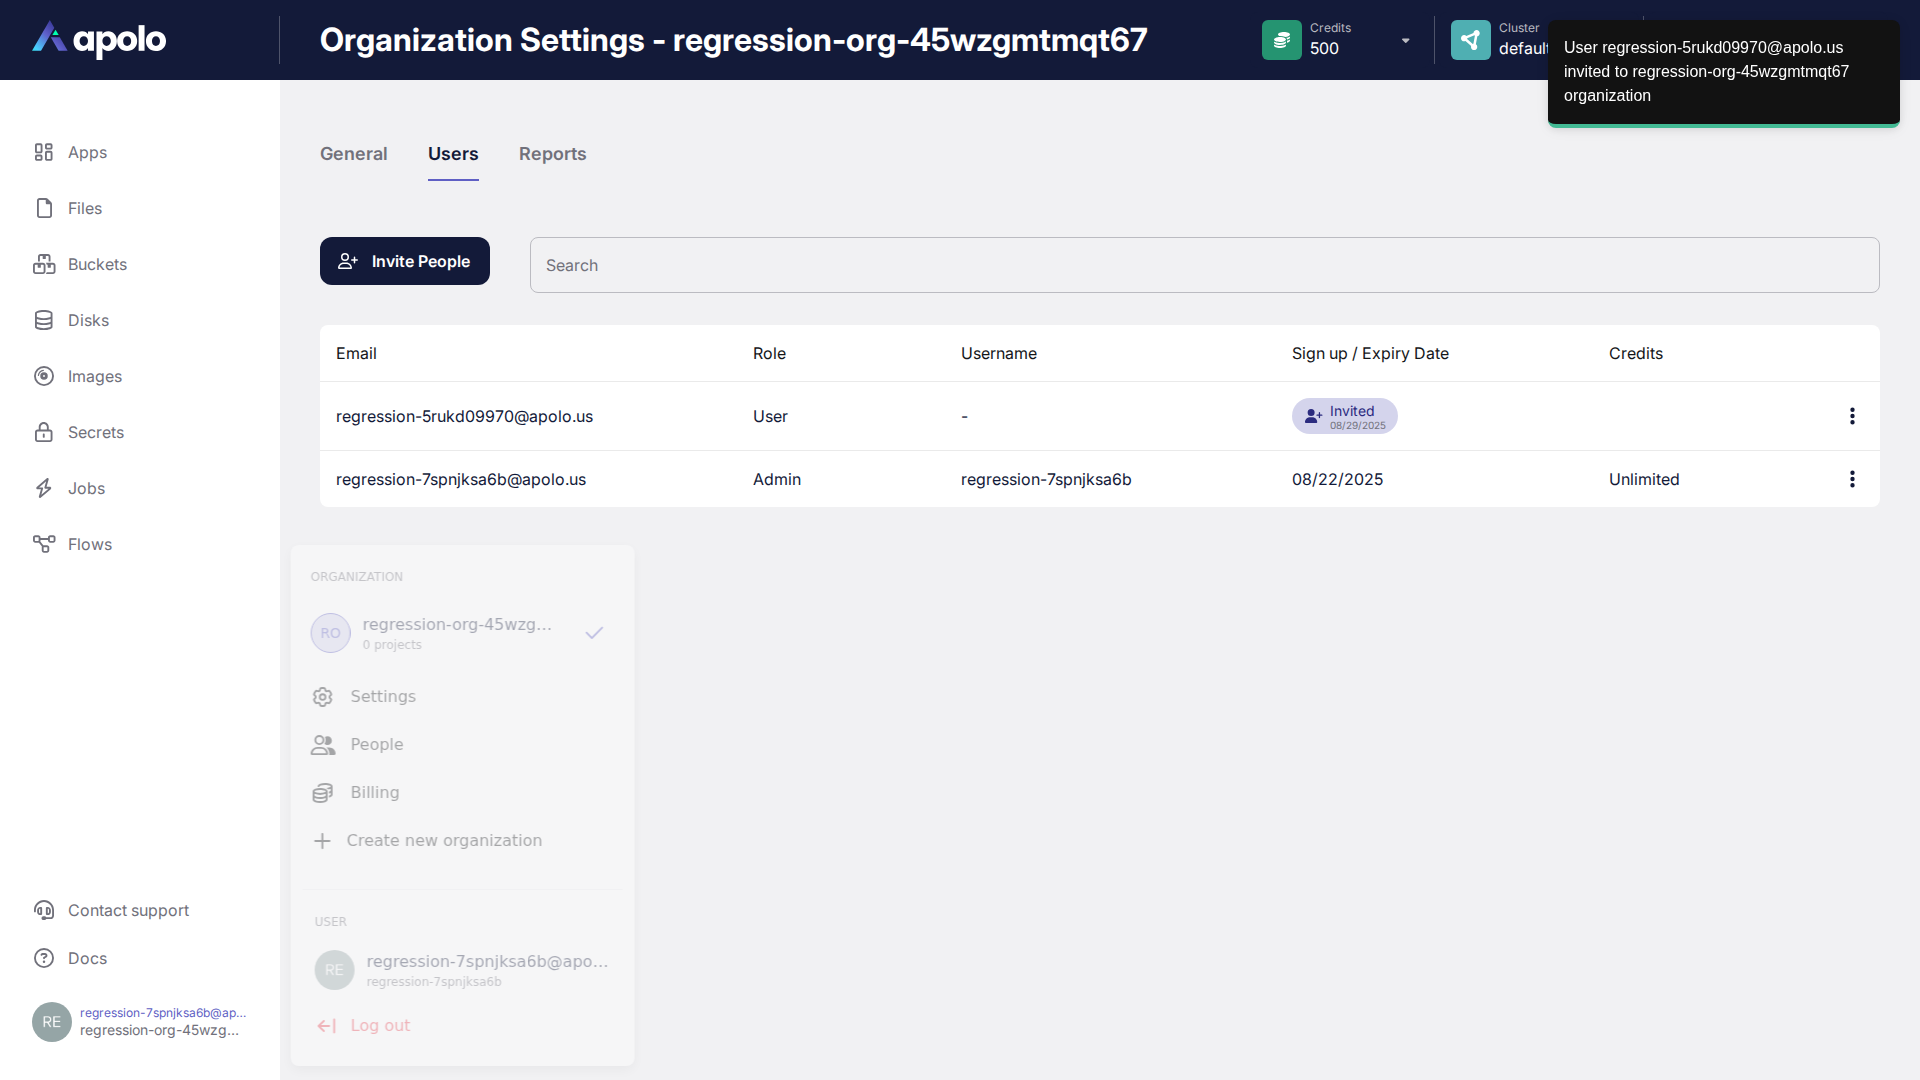 apolo
Organization Settings - regression-org-45wzgmtmqt67
Credits
500
Cluster
default
User regression-5rukd09970@apolo.us
invited to regression-org-45wzgmtmqt67
organization
Apps
Files
Buckets
Disks
Images
Secrets
Jobs
Flows
Contact support
Docs
RE
regression-7spnjksa6b@ap...
regression-org-45wzg...
General
Users
Reports
Invite People
Search
Email
Role
Username
Sign up / Expiry Date
Credits
regression-5rukd09970@apolo.us
User
-
Invited
08/29/2025
regression-7spnjksa6b@apolo.us
Admin
regression-7spnjksa6b
08/22/2025
Unlimited
ORGANIZATION
RO
regression-org-45wzg...
0 projects
Settings
People
Billing
Create new organization
USER
RE
regression-7spnjksa6b@apo...
regression-7spnjksa6b
Log out